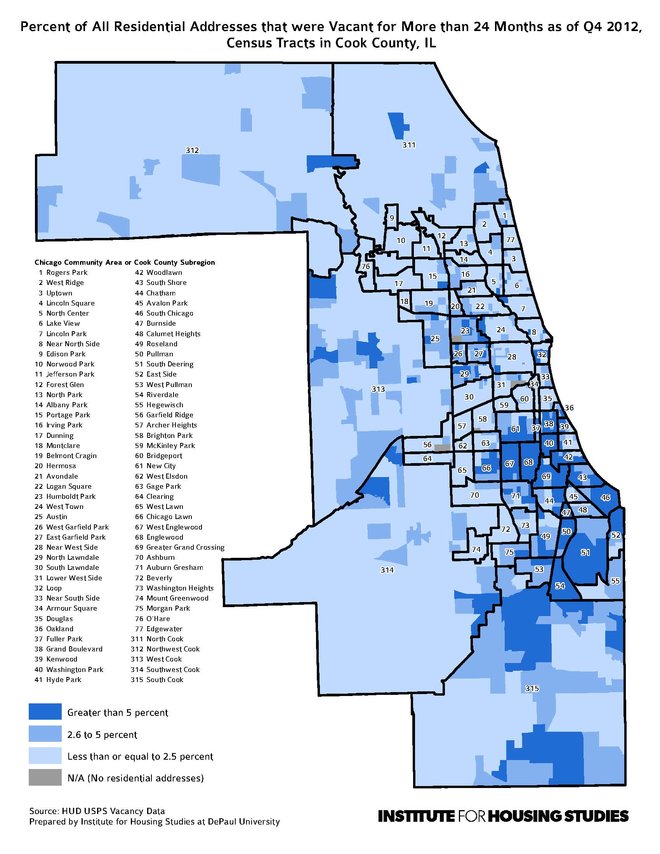 Percent of All Residential Addresses that were Vacant for More than 24 Months as of Q4 2012,
Census Tracts in Cook County, IL
Chicago Community Area or Cook County Subregion
1 Rogers Park
2 West Ridge
3 Uptown
4 Lincoln Square
5 North Center
6 Lake View
7 Lincoln Park
8 Near North Side
9 Edison Park
10 Norwood Park
11 Jefferson Park
12 Forest Glen
13 North Park
14 Albany Park
15 Portage Park
16 Irving Park
17 Dunning
18 Montclare
19 Belmont Cragin
20 Hermosa
21 Avondale
22 Logan Square
23 Humboldt Park
24 West Town
25 Austin
26 West Garfield Park
27 East Garfield Park
28 Near West Side
29 North Lawndale
30 South Lawndale
31 Lower West Side
32 Loop
33 Near South Side
34 Armour Square
35 Douglas
36 Oakland
37 Fuller Park
38 Grand Boulevard
39 Kenwood
40 Washington Park
41 Hyde Park
42 Woodlawn
43 South Shore
44 Chatham
45 Avalon Park
46 South Chicago
47 Burnside
48 Calumet Heights
49 Roseland
50 Pullman
51 South Deering
52 East Side
53 West Pullman
54 Riverdale
55 Hegewisch
56 Garfield Ridge
57 Archer Heights
58 Brighton Park
59 McKinley Park
60 Bridgeport
61 New City
62 West Elsdon
63 Gage Park
64 Clearing
65 West Lawn
66 Chicago Lawn
67 West Englewood
68 Englewood
69 Greater Grand Crossing
70 Ashburn
71 Auburn Gresham
72 Beverly
73 Washington Heights
74 Mount Greenwood
75 Morgan Park
76 O'Hare
77 Edgewater
311 North Cook
312 Northwest Cook
313 West Cook
314 Southwest Cook
315 South Cook
312
311
1
2
9
77
12
10
13
11
4
3
14
76
15
16
5
17
6
21
18
19
20
22
7
23
24
8
25
26
27
28
32
29
33
313
31
34
30
60
35
59
36
58
57
61
37
38
39
56
62
63
40
41
64
42
65
66
67
68
69
43
70
71
44
45
46
47
48
72
73
50
49
52
74
75
51
314
53
54
55
315
Greater than 5 percent
2.6 to 5 percent
Less than or equal to 2.5 percent
N/A (No residential addresses)
Source: HUD USPS Vacancy Data
Prepared by Institute for Housing Studies at DePaul University
INSTITUTE FOR HOUSING STUDIES